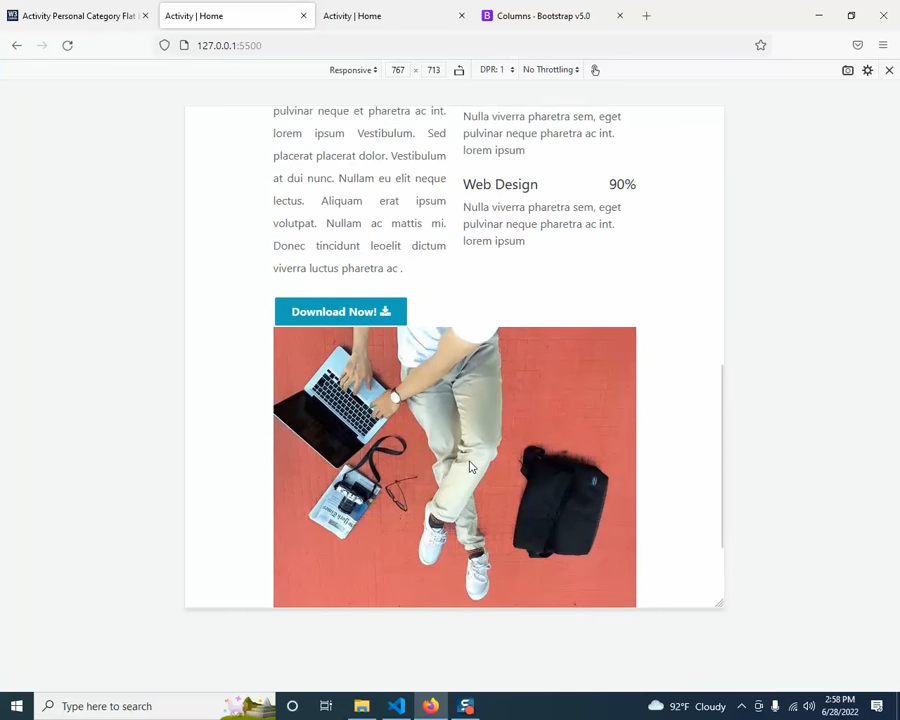 Activity Personal Category Flat
Activity | Home
Activity | Home
Columns · Bootstrap v5.0
127.0.0.1:5500
Responsive
767 × 713
DPR: 1
No Throttling
pulvinar neque et pharetra ac int.
lorem ipsum Vestibulum. Sed
placerat placerat dolor. Vestibulum
at dui nunc. Nullam eu elit neque
lectus. Aliquam erat ipsum
volutpat. Nullam ac mattis mi.
Donec tincidunt leoelit dictum
viverra luctus pharetra ac .
Download Now!
Nulla viverra pharetra sem, eget
pulvinar neque pharetra ac int.
lorem ipsum
Web Design 90%
Nulla viverra pharetra sem, eget
pulvinar neque pharetra ac int.
lorem ipsum
Type here to search
92°F Cloudy
2:58 PM
6/28/2022